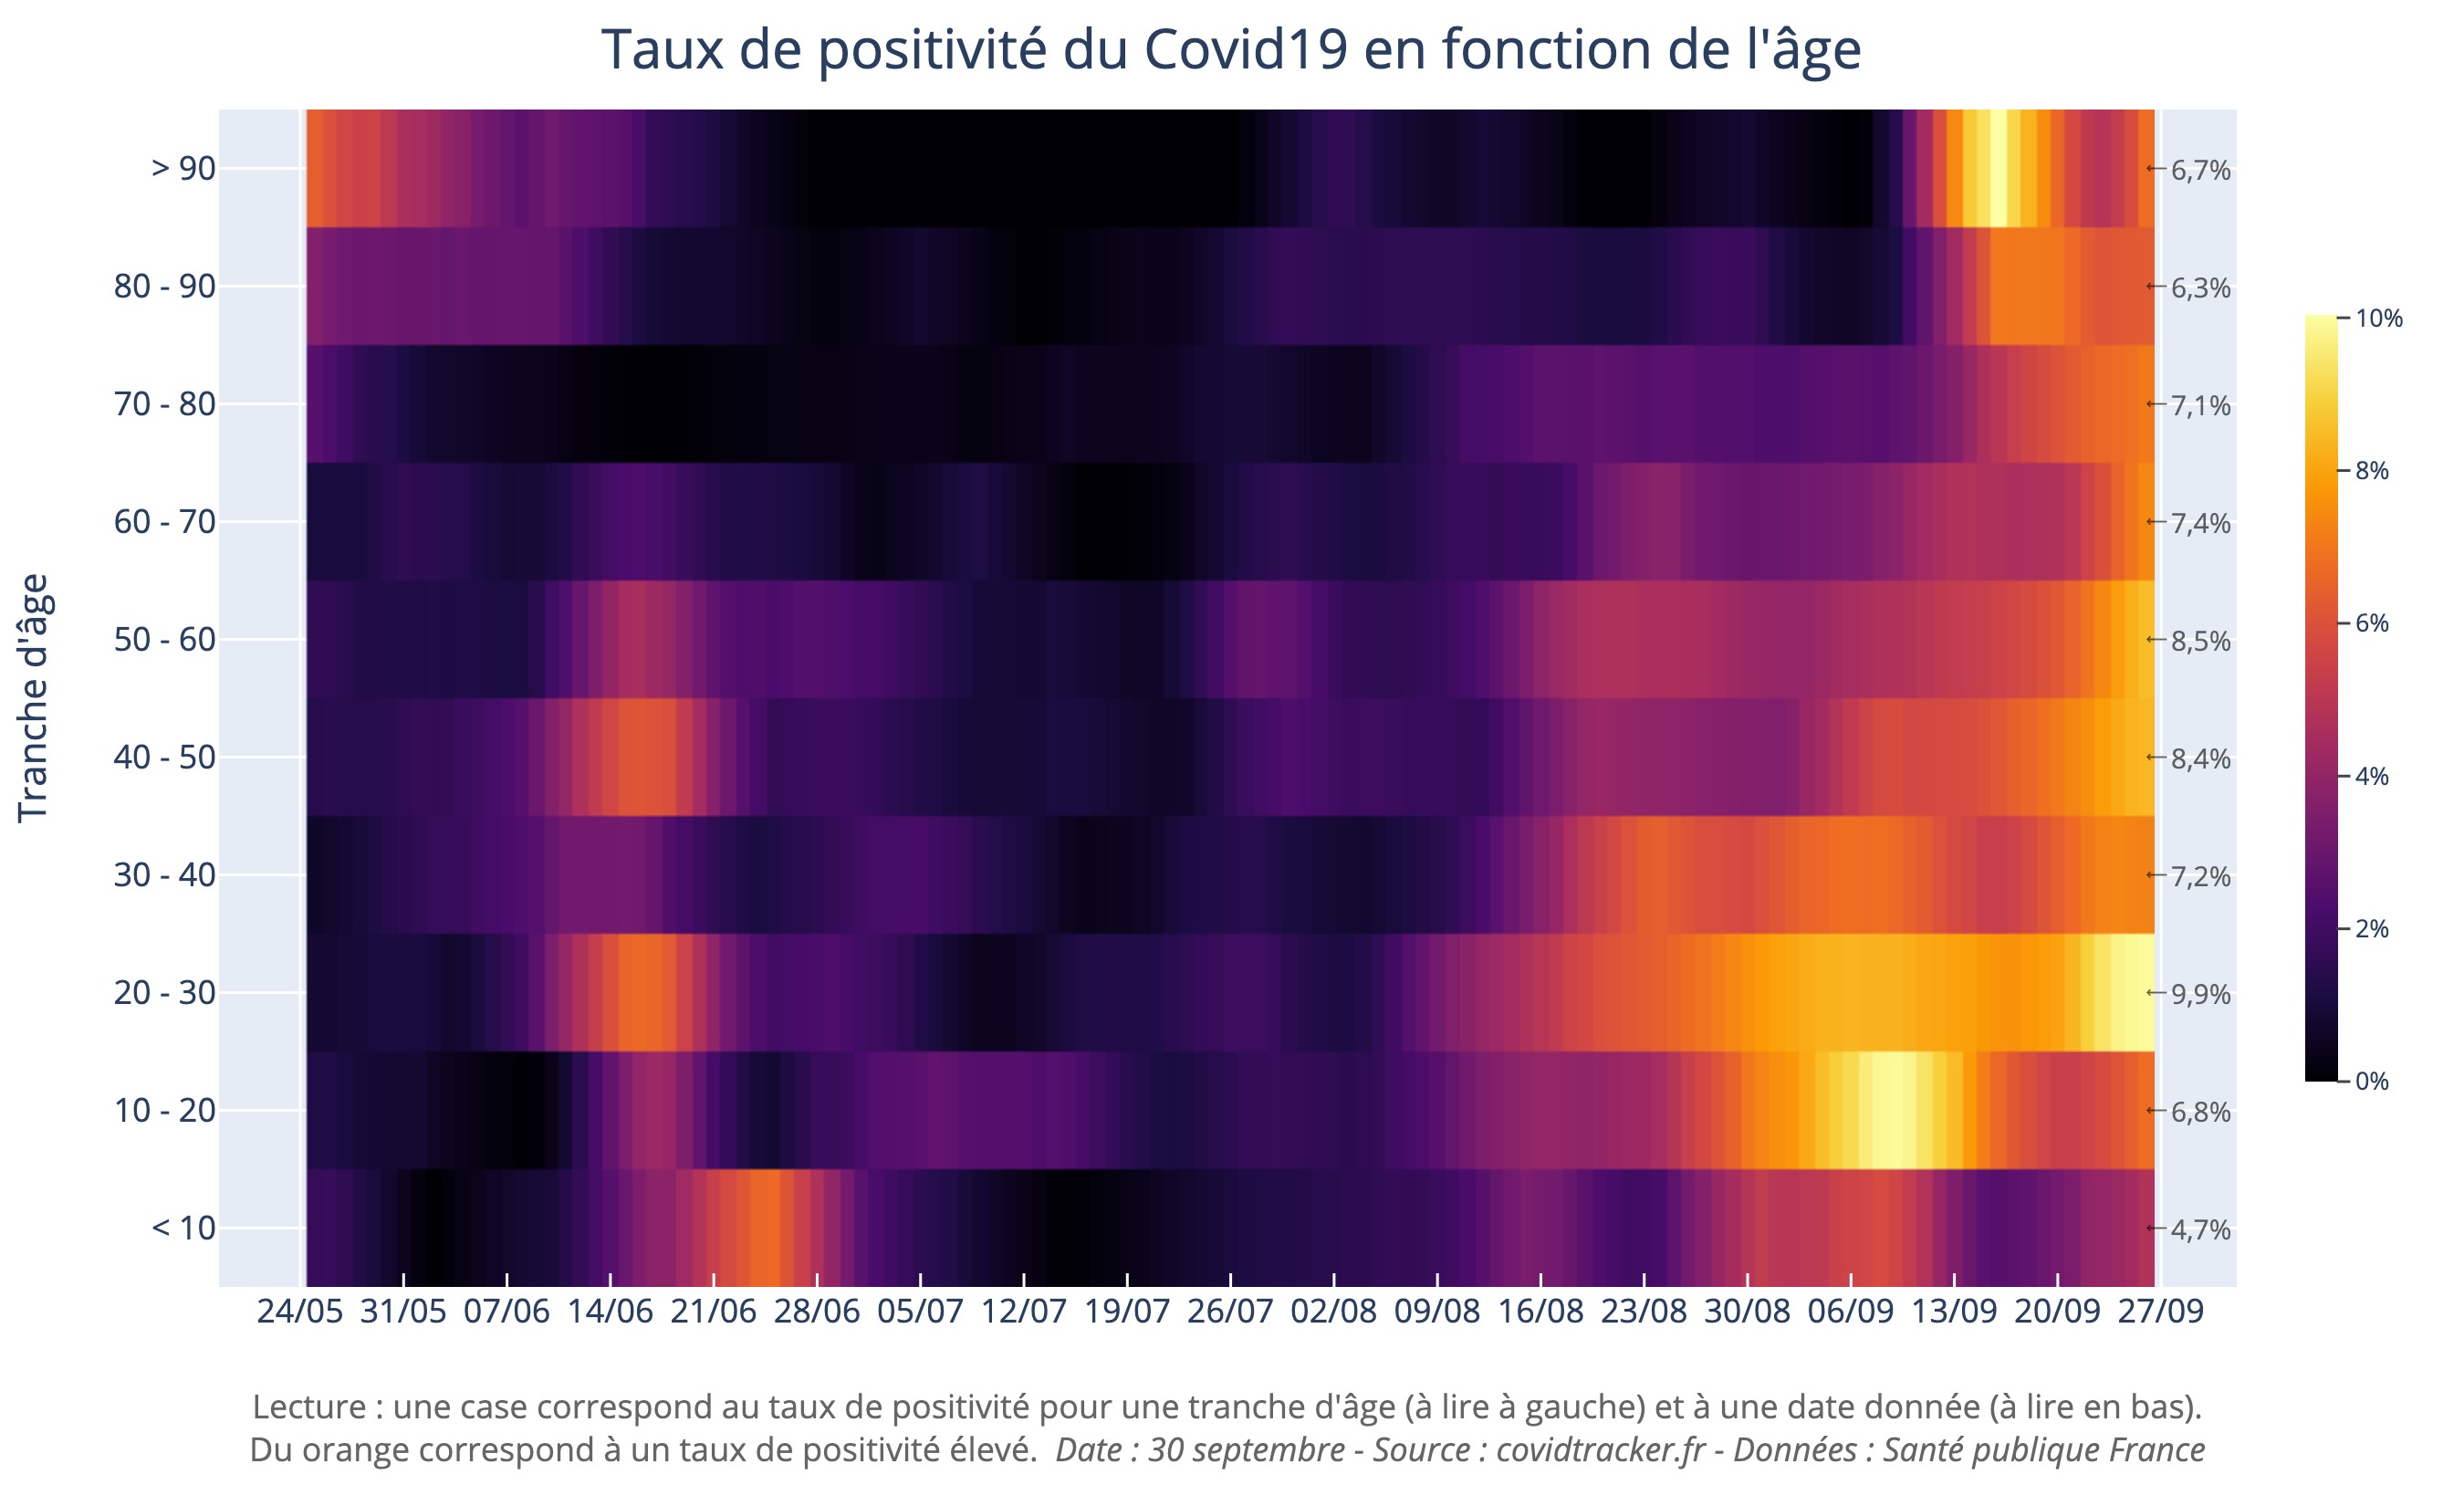 Taux de positivité du Covid19 en fonction de l'âge
Tranche d'âge
> 90
80 - 90
70 - 80
60 - 70
50 - 60
40 - 50
30 - 40
20 - 30
10 - 20
< 10
←6,7%
←6,3%
←7,1%
←7,4%
←8,5%
←8,4%
←7,2%
←9,9%
←6,8%
←4,7%
10%
8%
6%
4%
2%
0%
24/05 31/05 07/06 14/06 21/06 28/06 05/07 12/07 19/07 26/07 02/08 09/08 16/08 23/08 30/08 06/09 13/09 20/09 27/09
Lecture : une case correspond au taux de positivité pour une tranche d'âge (à lire à gauche) et à une date donnée (à lire en bas).
Du orange correspond à un taux de positivité élevé. Date : 30 septembre - Source : covidtracker.fr - Données : Santé publique France